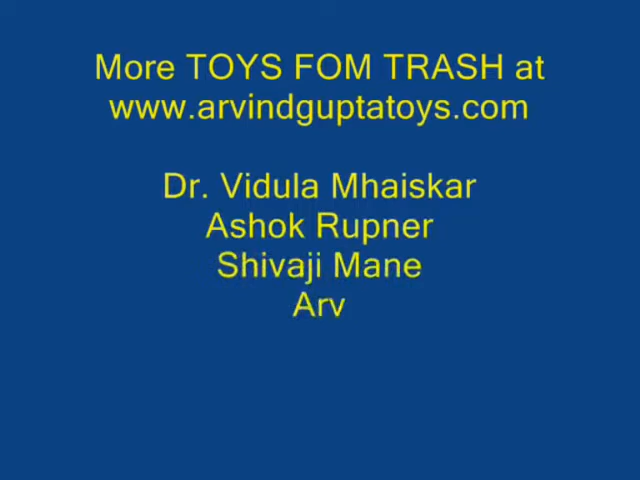 More TOYS FOM TRASH at
www.arvindguptatoys.com
Dr. Vidula Mhaiskar
Ashok Rupner
Shivaji Mane
Arv